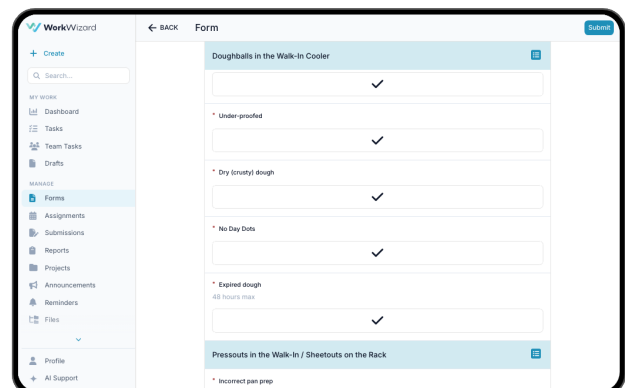 WorkWizard
← BACK
Form
Submit
+ Create
Search...
MY WORK
Dashboard
Tasks
Team Tasks
Drafts
MANAGE
Forms
Assignments
Submissions
Reports
Projects
Announcements
Reminders
Files
Profile
AI Support
Doughballs in the Walk-In Cooler
* Under-proofed
* Dry (crusty) dough
* No Day Dots
* Expired dough
48 hours max
Pressouts in the Walk-In / Sheetouts on the Rack
* Incorrect pan prep